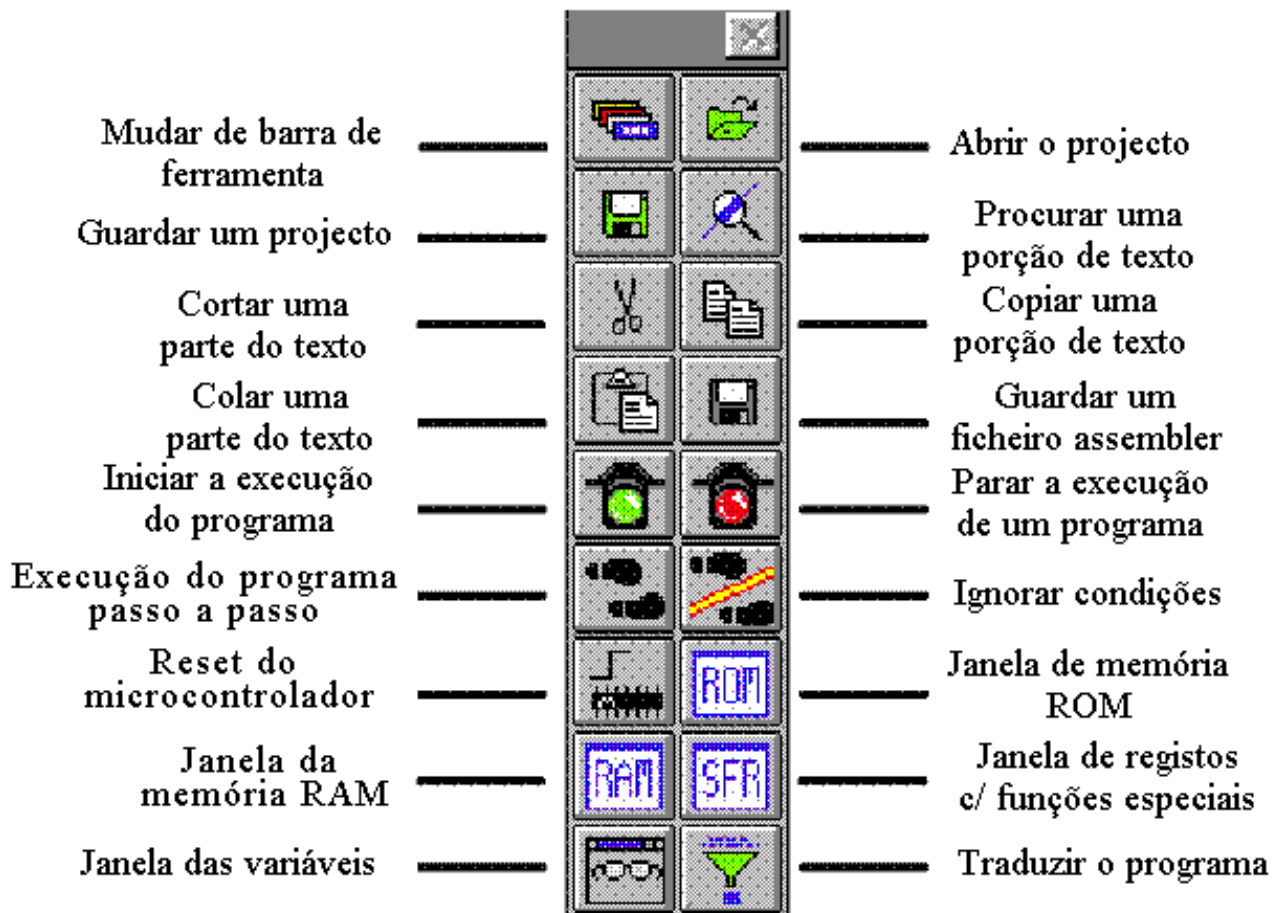 Mudar de barra de
ferramenta
Abrir o projecto
Guardar um projecto
Procurar uma
porção de texto
Cortar uma
parte do texto
Copiar uma
porção de texto
Colar uma
parte do texto
Guardar um
ficheiro assembler
Iniciar a execução
do programa
Parar a execução
de um programa
Execução do programa
passo a passo
Ignorar condições
Reset do
microcontrolador
ROM
Janela de memória
ROM
Janela da
memória RAM
RAM
SFR
Janela de registos
c/ funções especiais
Janela das variáveis
Traduzir o programa